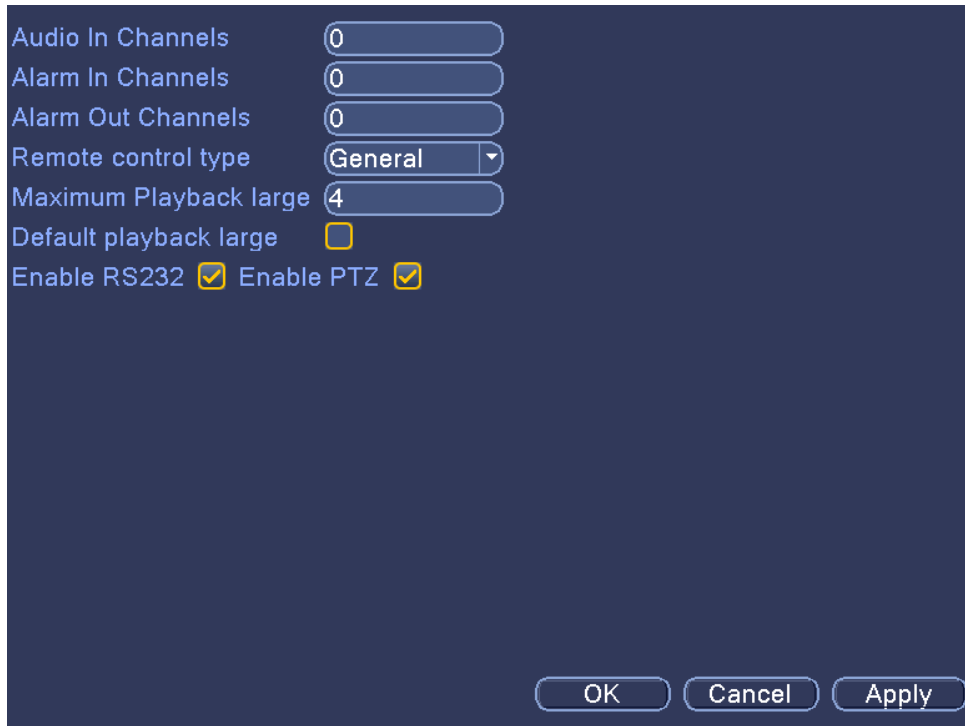 Audio In Channels 0
Alarm In Channels 0
Alarm Out Channels 0
Remote control type General
Maximum Playback large 4
Default playback large
Enable RS232 Enable PTZ
OK Cancel Apply